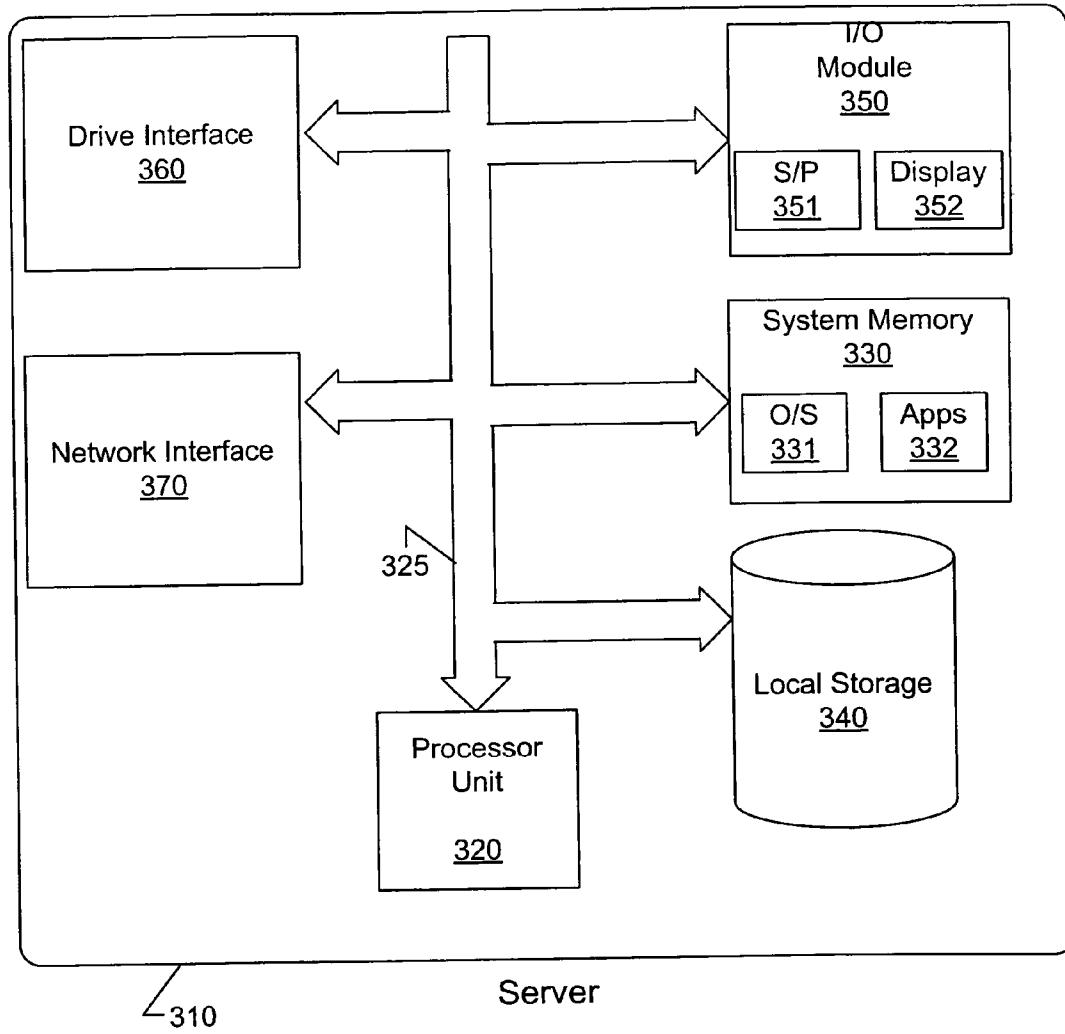 Drive Interface
360
I/O
Module
350
S/P
351
Display
352
Network Interface
370
System Memory
330
O/S
331
Apps
332
325
Local Storage
340
Processor
Unit
320
310
Server